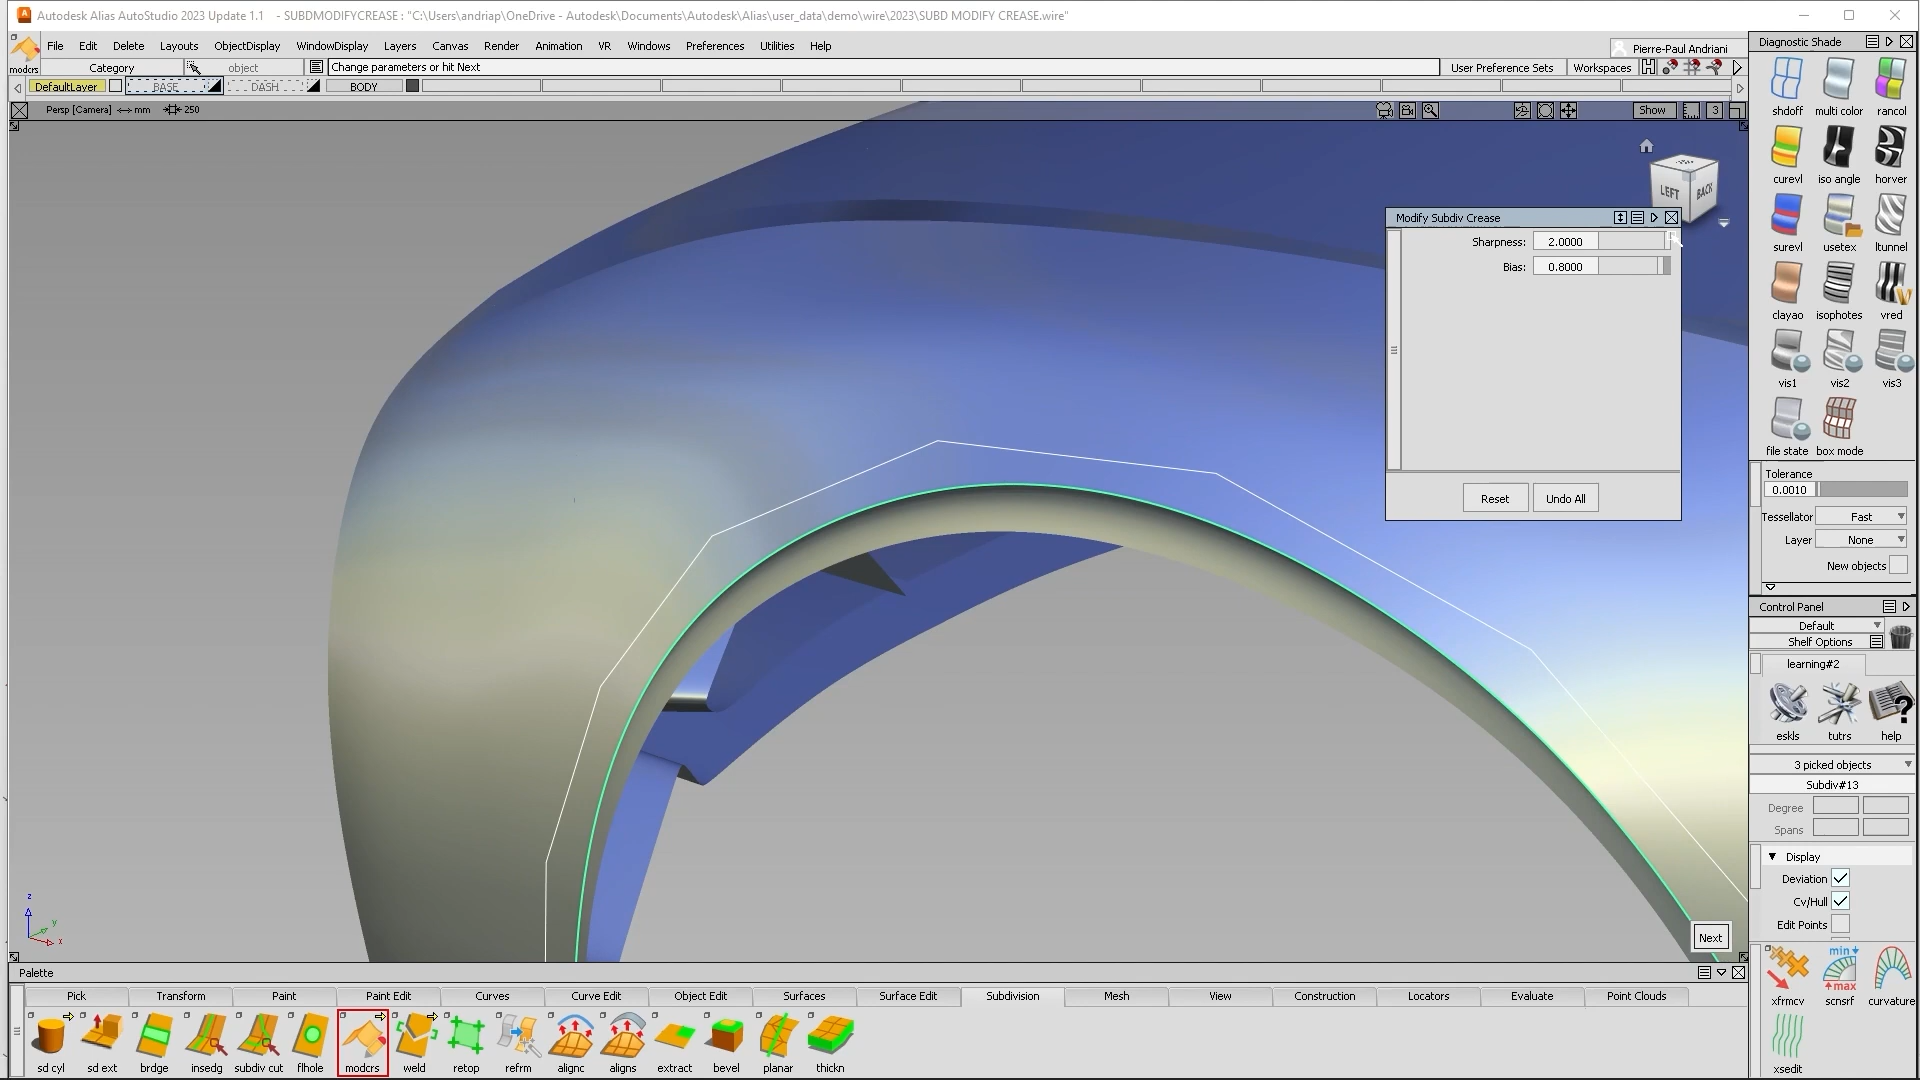 Autodesk Alias AutoStudio 2023 Update 1.1 - SUBDMODIFYCREASE : "C:\Users\andriap\OneDrive - Autodesk\Documents\Autodesk\Alias\user_data\demo\wire\2023\SUBD MODIFY CREASE.wire"
File Edit Delete Layouts ObjectDisplay WindowDisplay Layers Canvas Render Animation VR Windows Preferences Utilities Help
Pierre-Paul Andriani
modcrs
Category object Change parameters or hit Next User Preference Sets Workspaces
DefaultLayer BASE DASH BODY
Persp [Camera] <-> mm 250
Show 3
LEFT BACK
Modify Subdiv Crease
Sharpness: 2.0000
Bias: 0.8000
Reset Undo All
Next
z
y
x
Diagnostic Shade
shdoff multi color rancol
curevl iso angle horver
surevl usetex ltunnel
clayao isophotes vred
vis1 vis2 vis3
file state box mode
Tolerance
0.0010
Tessellator Fast
Layer None
New objects
Control Panel
Default
Shelf Options
learning#2
eskls tutrs help
3 picked objects
Subdiv#13
Degree
Spans
Display
Deviation
Cv/Hull
Edit Points
min
max
xfrmcv scnsrf curvature
xsedit
Palette
Pick Transform Paint Paint Edit Curves Curve Edit Object Edit Surfaces Surface Edit Subdivision Mesh View Construction Locators Evaluate Point Clouds
sd cyl sd ext brdge insedg subdiv cut flhole modcrs weld retop refrm alignc aligns extract bevel planar thickn